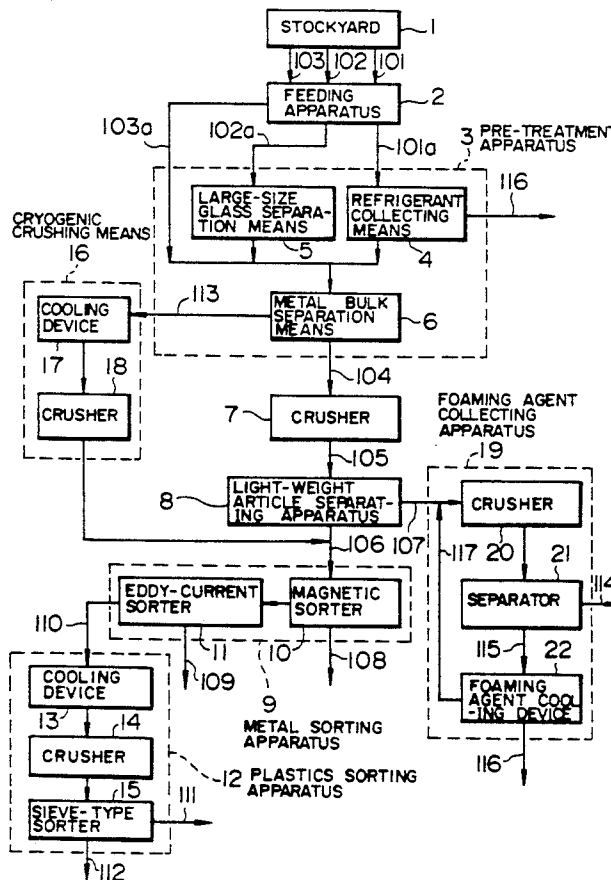 STOCKYARD
1
103
102
101
FEEDING
APPARATUS
2
103a
102a
101a
3 PRE-TREATMENT
APPARATUS
116
LARGE-SIZE
GLASS SEPARA-
TION MEANS
5
REFRIGERANT
COLLECTING
MEANS
4
CRYOGENIC
CRUSHING MEANS
16
113
COOLING
DEVICE
17
18
CRUSHER
METAL BULK
SEPARATION
MEANS
6
104
7
CRUSHER
105
FOAMING AGENT
COLLECTING
APPARATUS
19
8
LIGHT-WEIGHT
ARTICLE SEPARAT-
ING APPARATUS
106
107
117
CRUSHER
20
21
SEPARATOR
114
115
22
FOAMING
AGENT COOL-
ING DEVICE
116
EDDY-CURRENT
SORTER
11
MAGNETIC
SORTER
10
110
109
108
9
METAL SORTING
APPARATUS
COOLING
DEVICE
13
14
CRUSHER
12 PLASTICS SORTING
APPARATUS
15
SIEVE-TYPE
SORTER
111
112